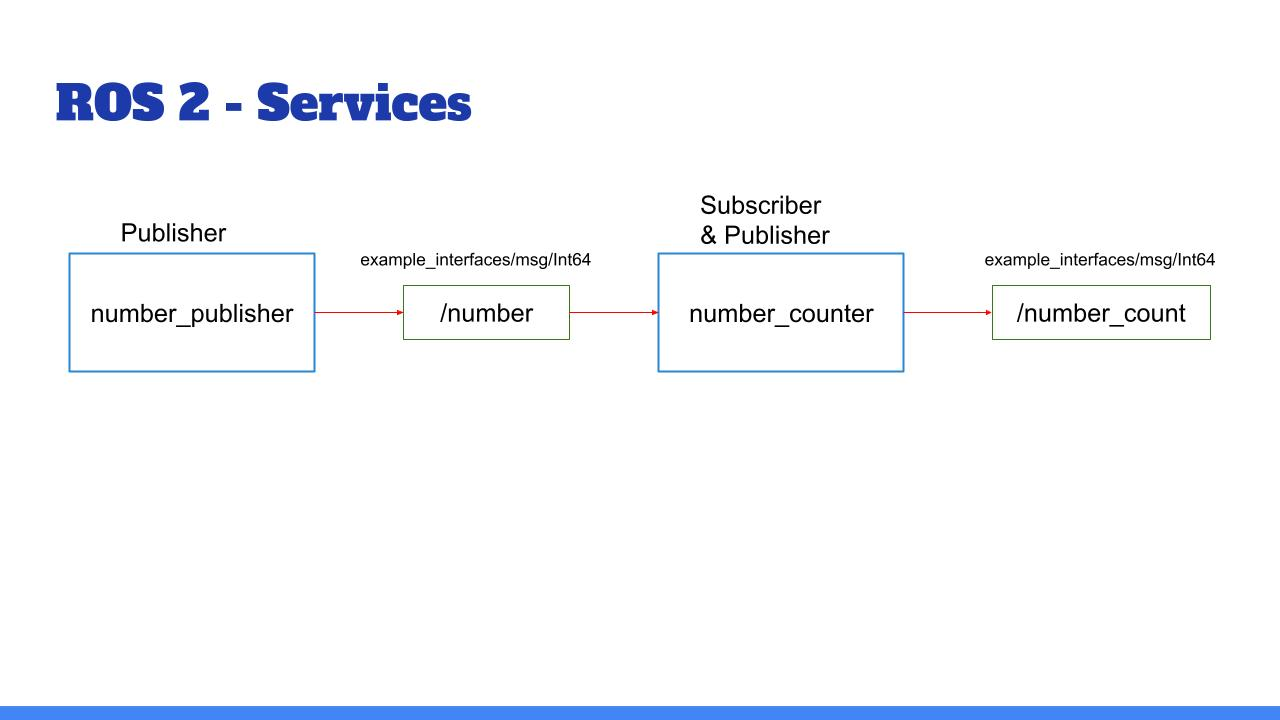 ROS 2 - Services
Publisher
Subscriber
& Publisher
example_interfaces/msg/Int64
example_interfaces/msg/Int64
number_publisher
/number
number_counter
/number_count